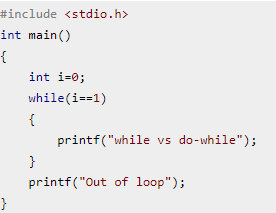 #include <stdio.h>
int main()
{
    int i=0;
    while(i==1)
    {
        printf("while vs do-while");
    }
    printf("Out of loop");
}